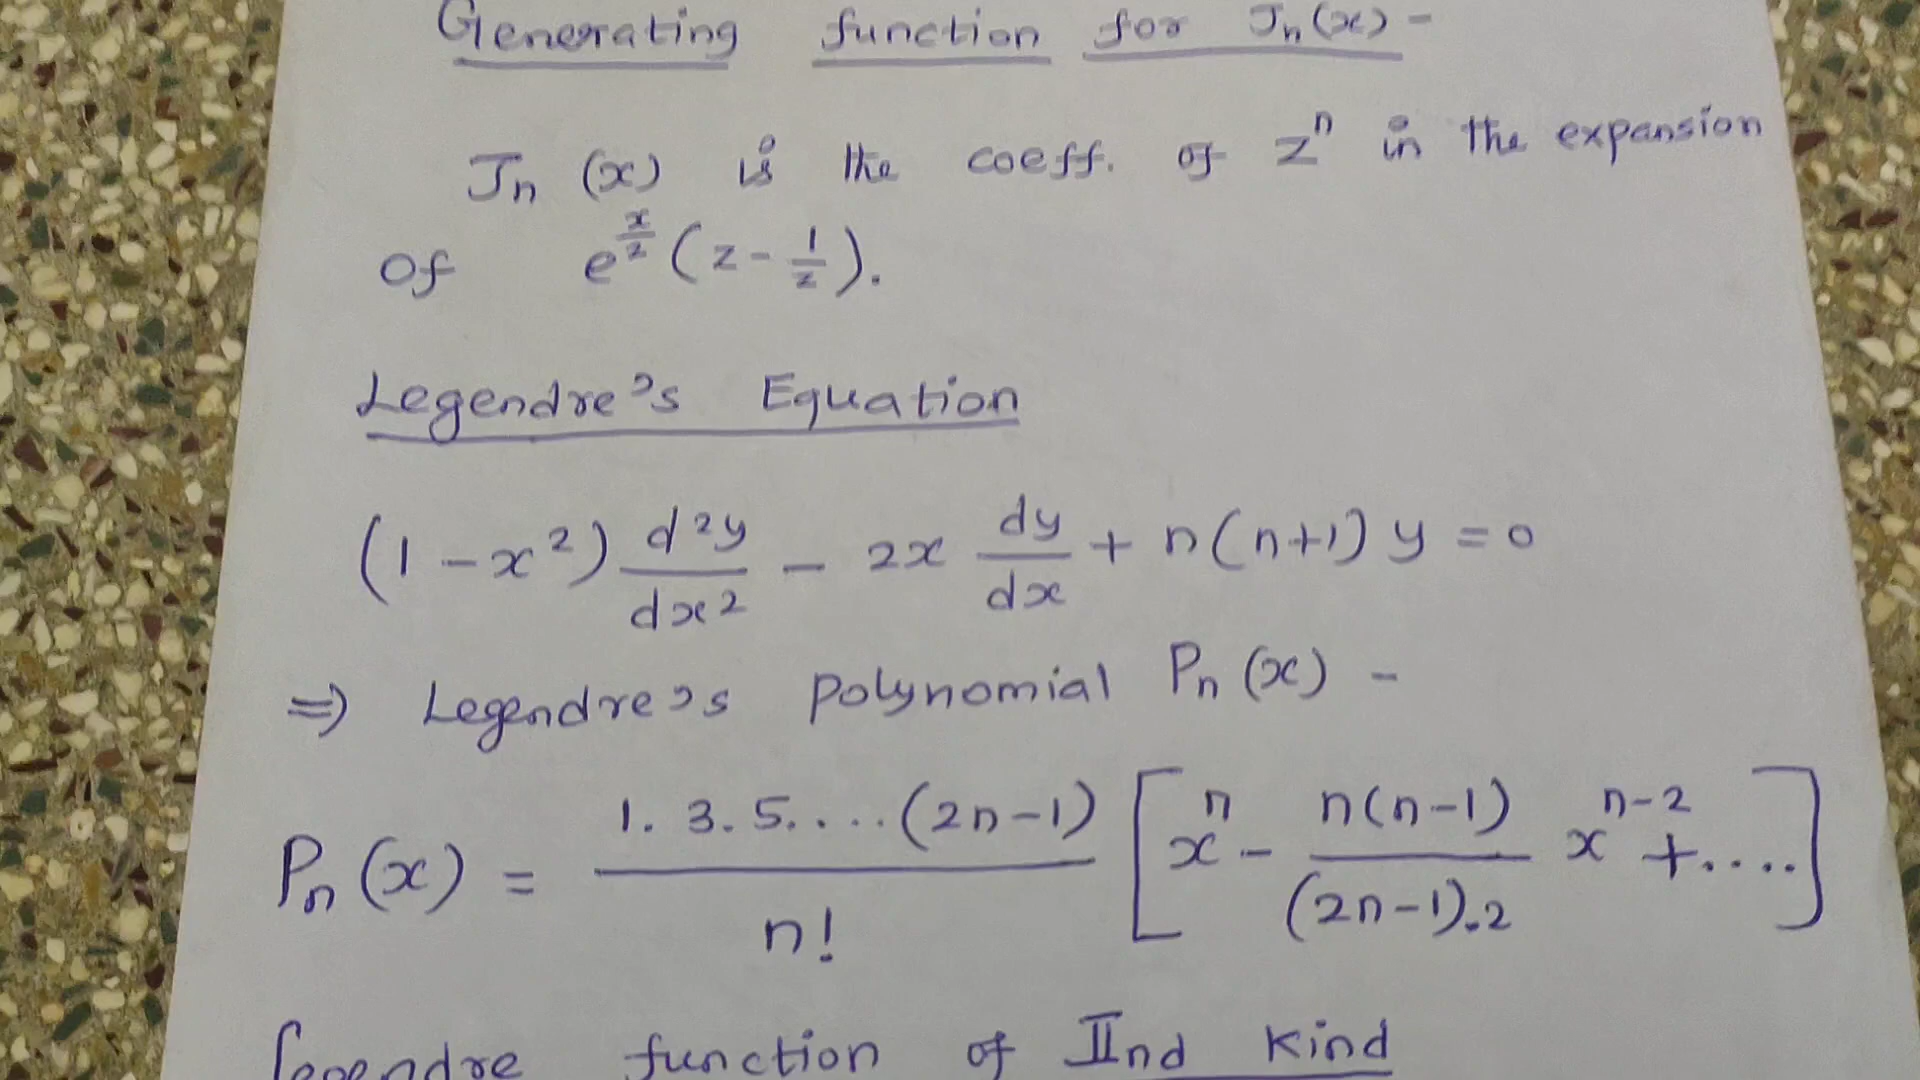 Generating function for Jn(x) -
Jn (x) is the coeff. of z^n in the expansion
of e^(x/2) (z - 1/z).
Legendre's Equation
(1 - x²) d²y/dx² - 2x dy/dx + n(n+1) y = 0
⇒ Legendre's polynomial Pn (x) -
Pn (x) = 1. 3. 5. ... (2n-1) / n! [ x^n - n(n-1) / (2n-1).2 x^(n-2) + .... ]
Legendre function of IInd Kind